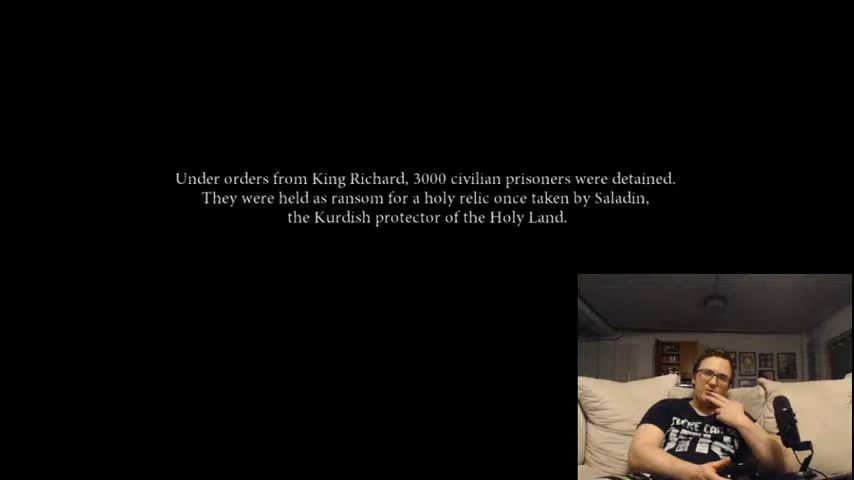 Under orders from King Richard, 3000 civilian prisoners were detained.
They were held as ransom for a holy relic once taken by Saladin,
the Kurdish protector of the Holy Land.